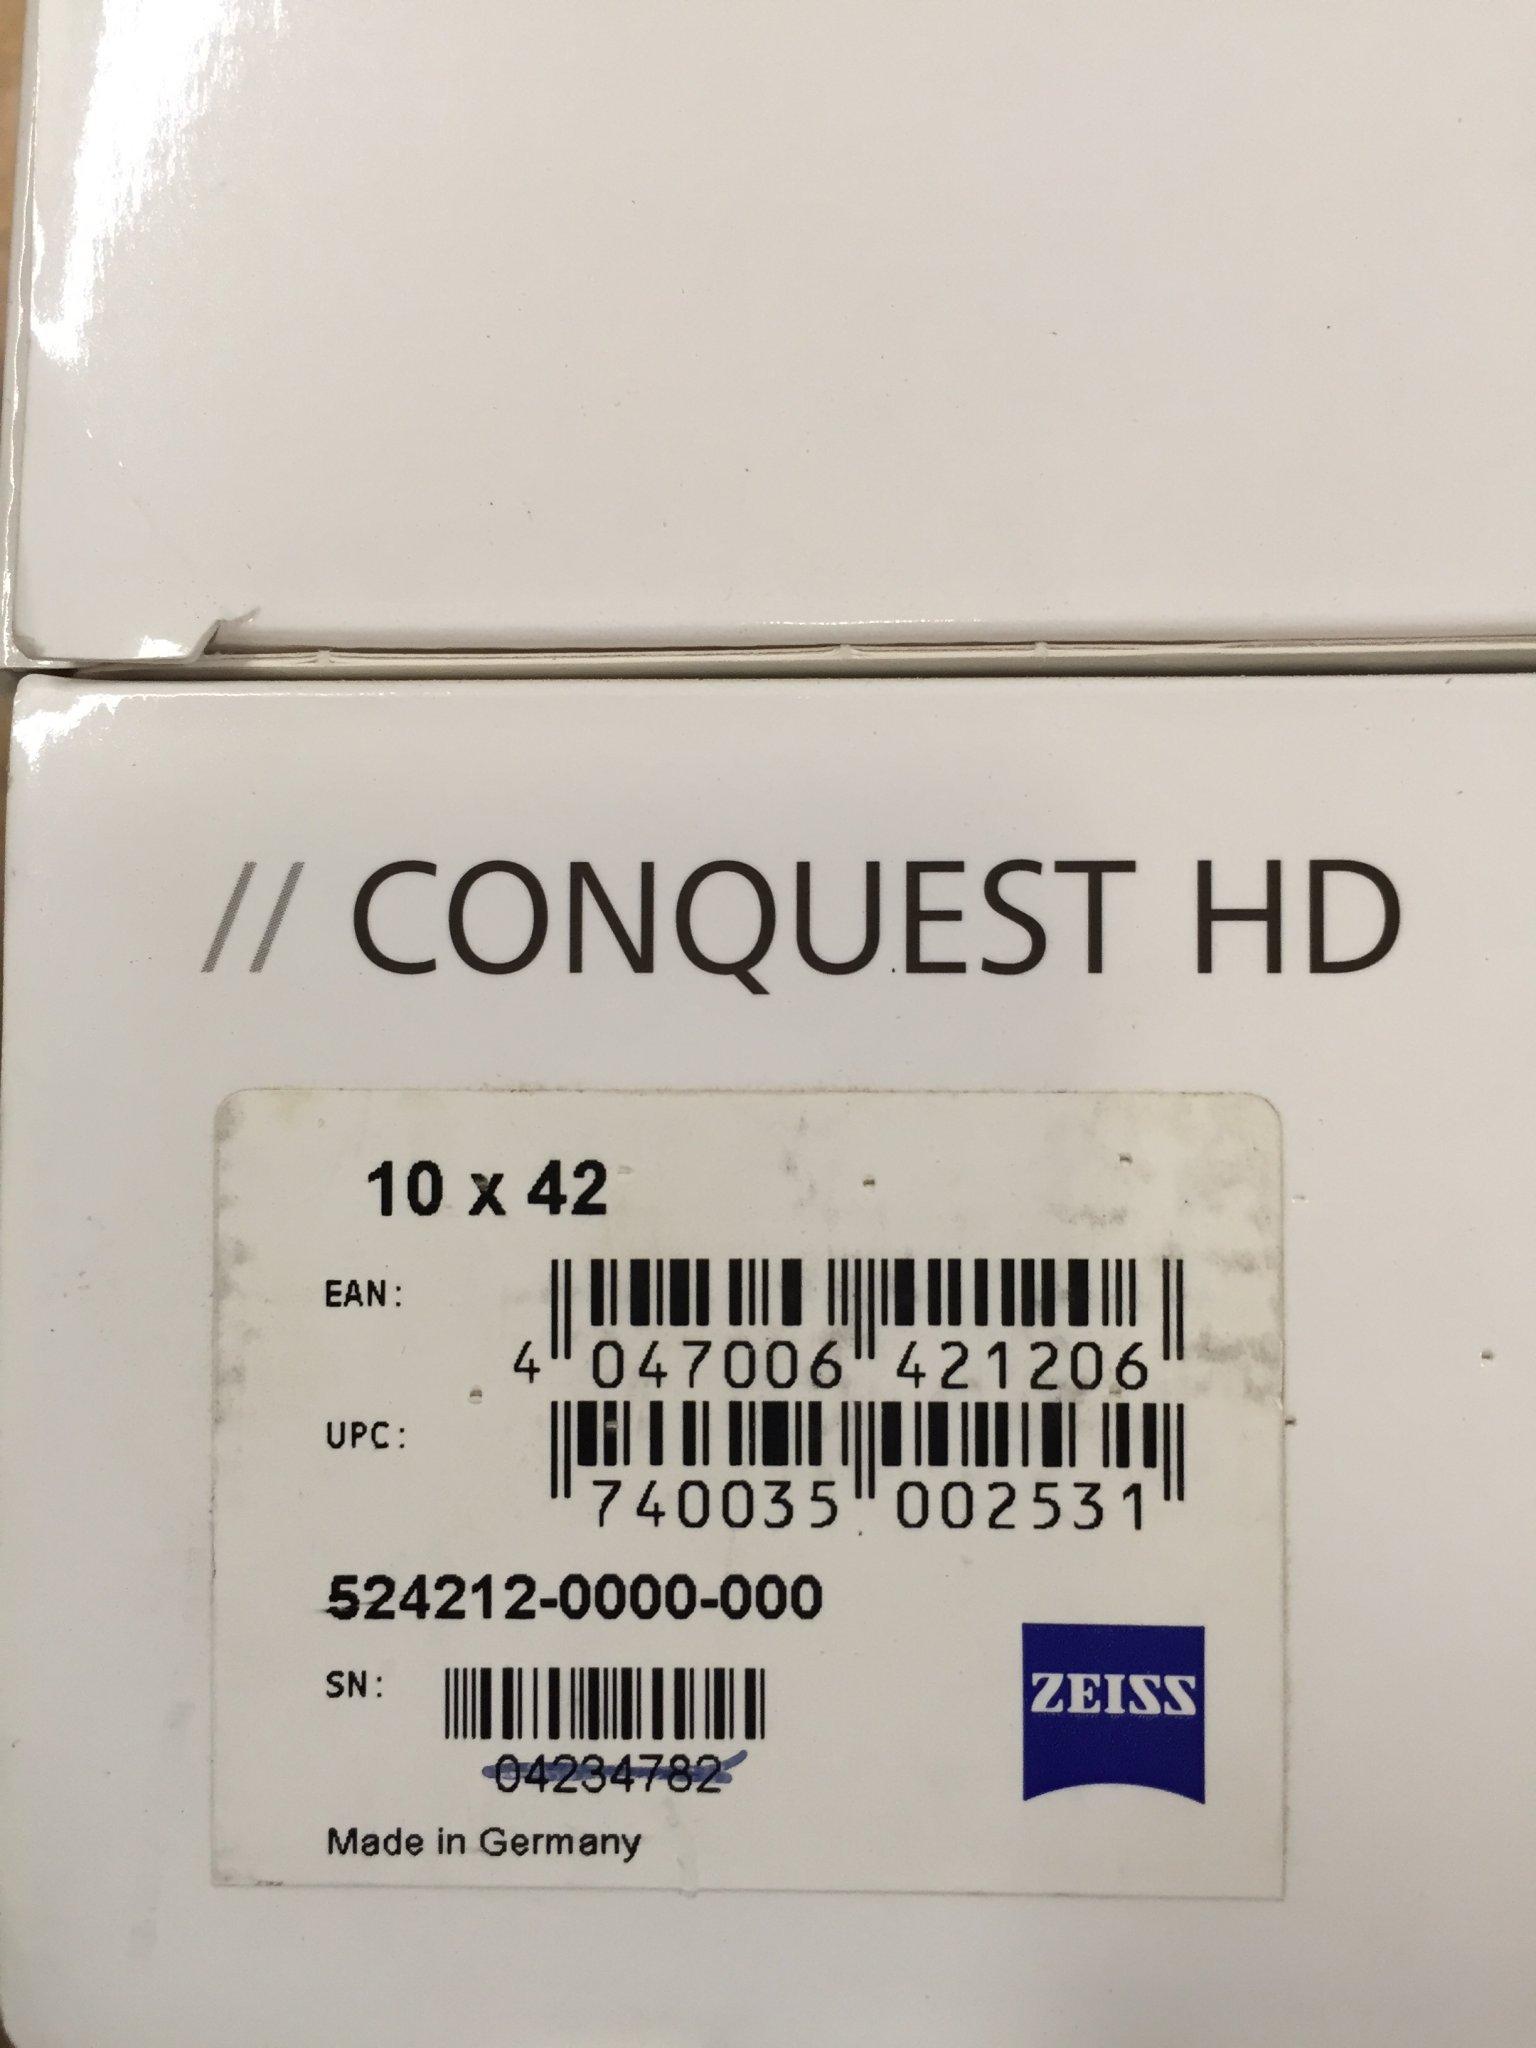 // CONQUEST HD
10 x 42
EAN:
4 047006 421206
UPC:
740035 002531
524212-0000-000
SN:
04234782
ZEISS
Made in Germany